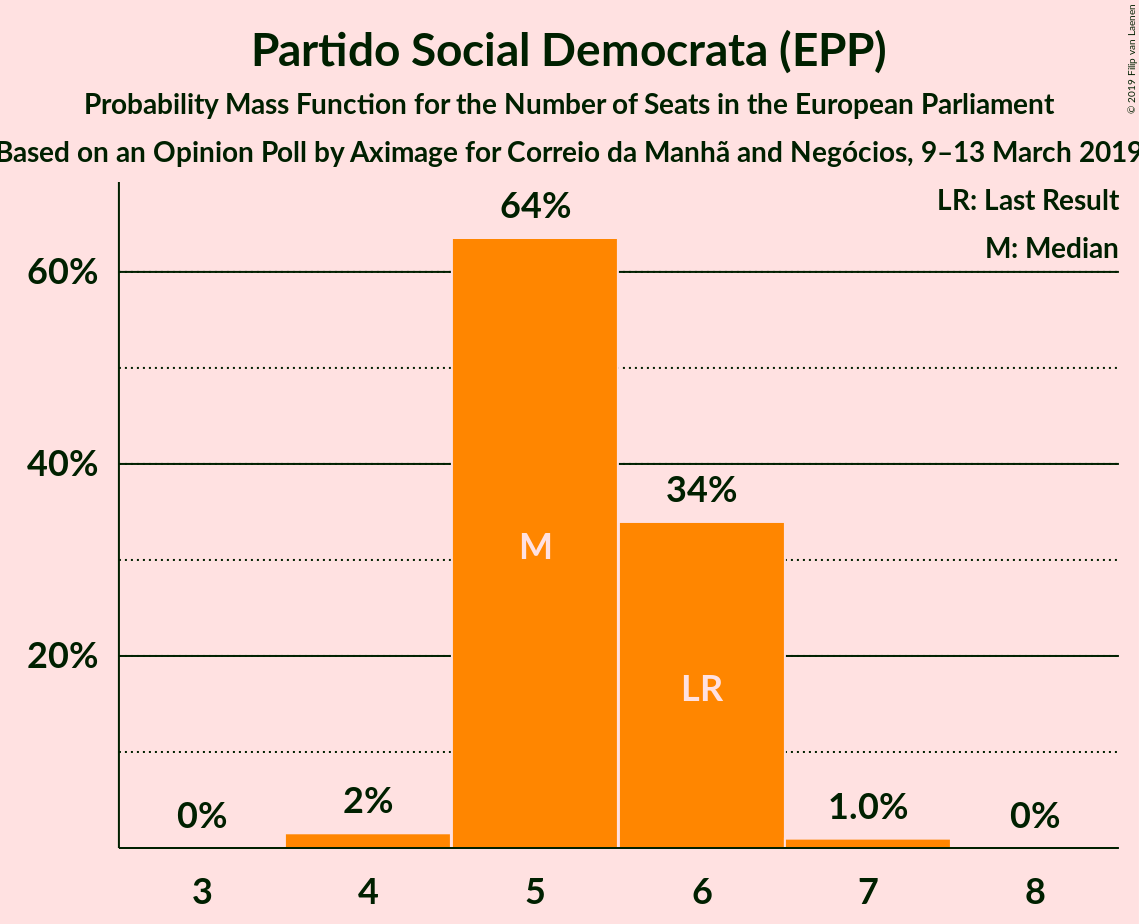 Partido Social Democrata (EPP)
Probability Mass Function for the Number of Seats in the European Parliament
Based on an Opinion Poll by Aximage for Correio da Manhã and Negócios, 9–13 March 2019
© 2019 Filip van Laenen
LR: Last Result
M: Median
60%
40%
20%
0%
2%
64%
34%
1.0%
0%
M
LR
3 4 5 6 7 8